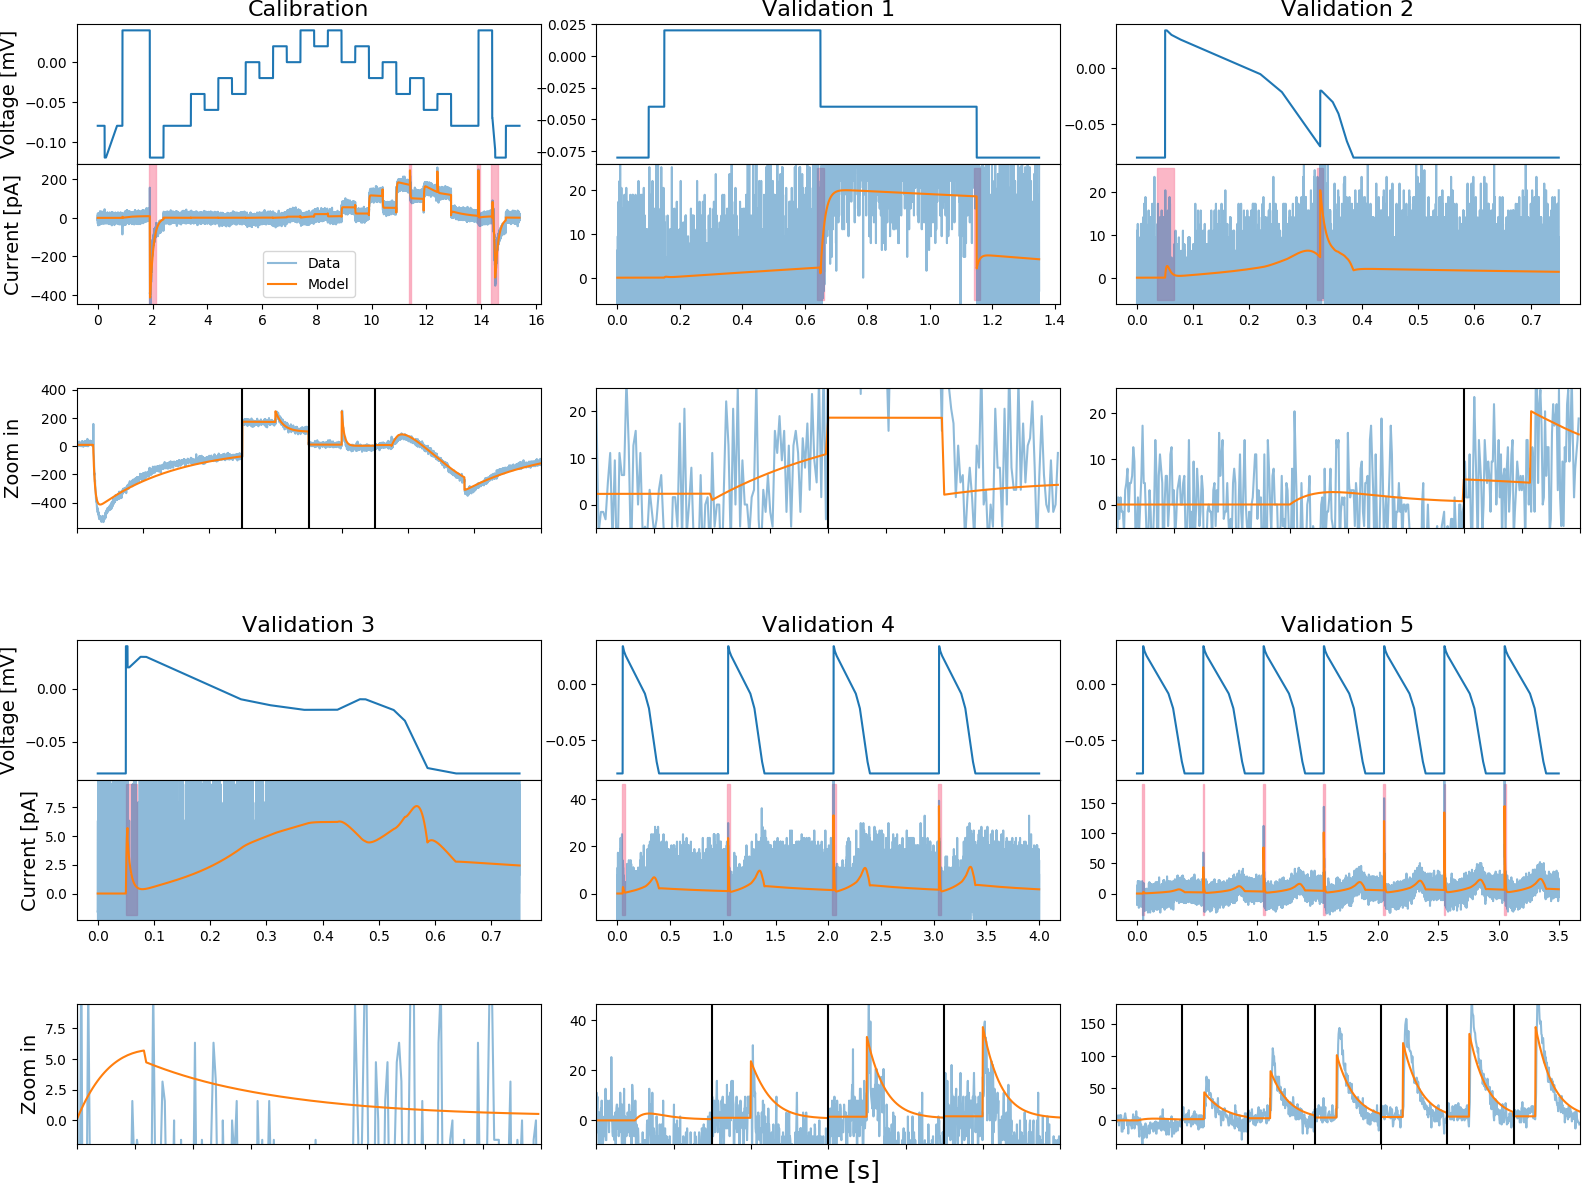 Calibration Validation 1 Validation 2
Voltage [mV] 0.00 −0.05 −0.10
0.025 0.000 −0.025 −0.050 −0.075
0.00 −0.05
Current [pA] 200 0 −200 −400
Data
Model
20 10 0
20 10 0
0 2 4 6 8 10 12 14 16
0.0 0.2 0.4 0.6 0.8 1.0 1.2 1.4
0.0 0.1 0.2 0.3 0.4 0.5 0.6 0.7
Zoom in 400 200 0 −200 −400
20 10 0
20 10 0
Validation 3 Validation 4 Validation 5
Voltage [mV] 0.00 −0.05
0.00 −0.05
0.00 −0.05
Current [pA] 7.5 5.0 2.5 0.0
40 20 0
150 100 50 0
0.0 0.1 0.2 0.3 0.4 0.5 0.6 0.7
0.0 0.5 1.0 1.5 2.0 2.5 3.0 3.5 4.0
0.0 0.5 1.0 1.5 2.0 2.5 3.0 3.5
Zoom in 7.5 5.0 2.5 0.0
40 20 0
150 100 50 0
Time [s]